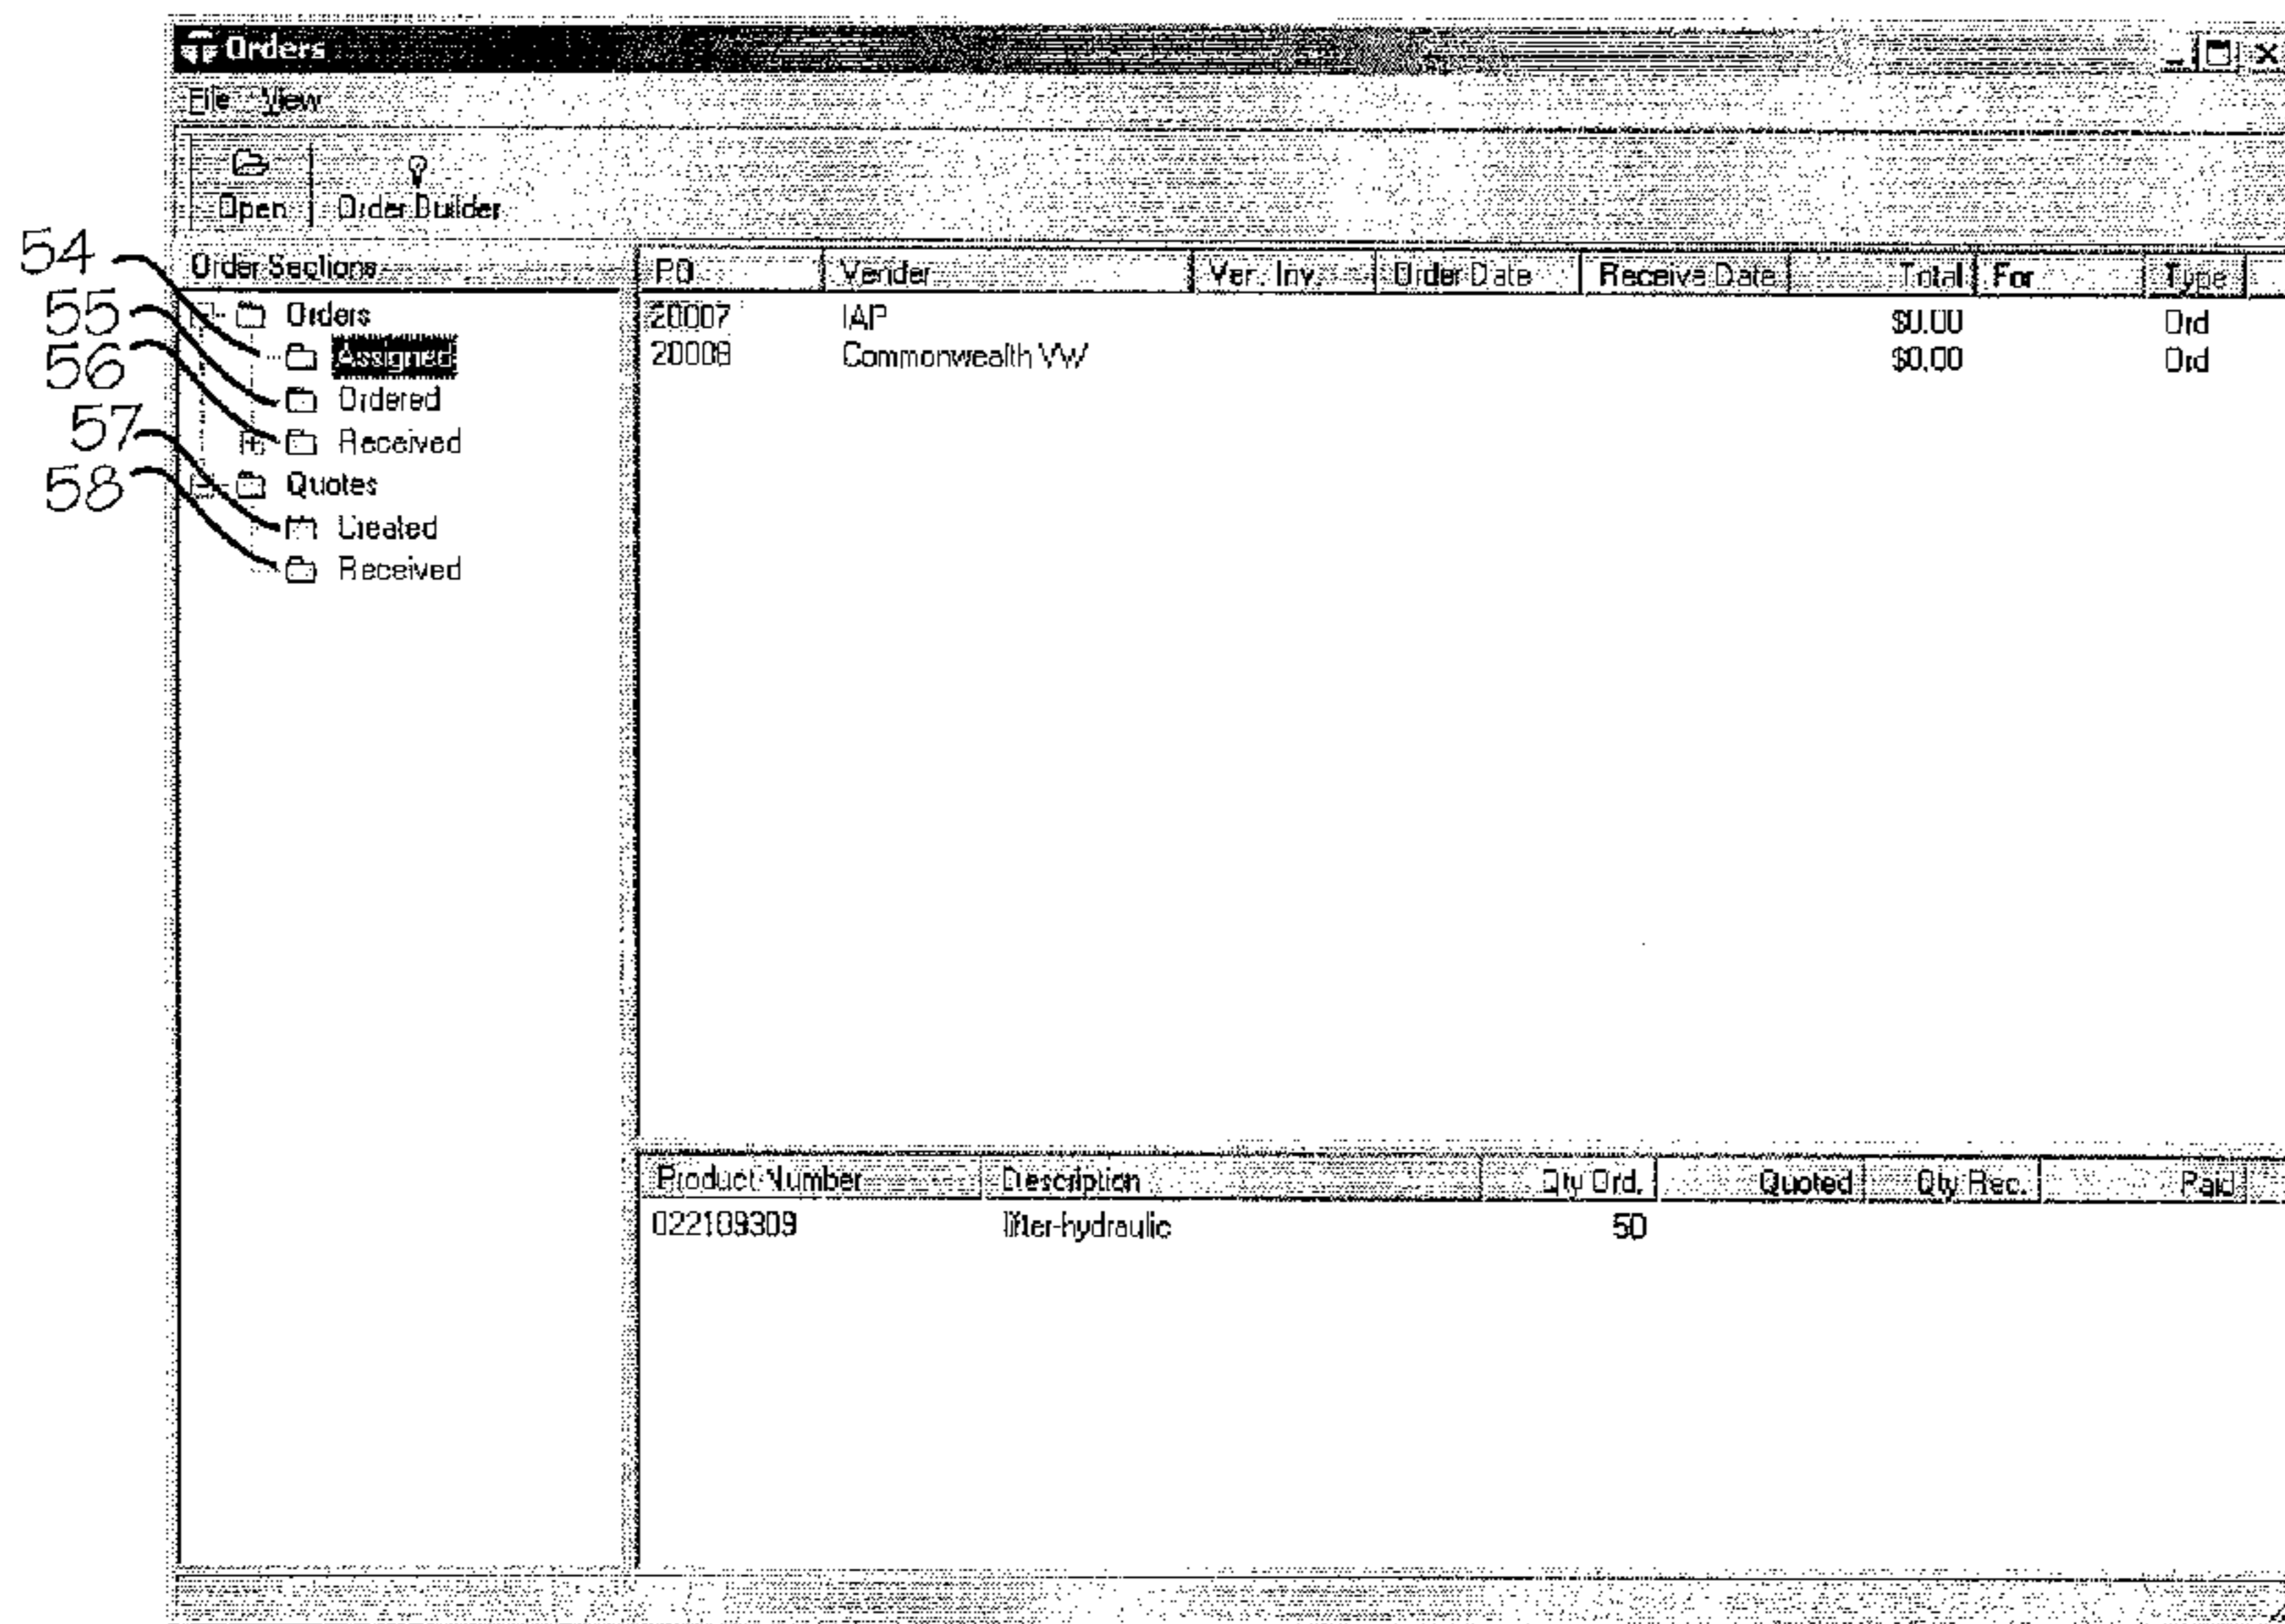 Orders
File View
Open Order Builder
54
55
56
57
58
Order Sections
Orders
Assigned
Ordered
Received
Quotes
Created
Received
PO Vender Ven. Inv. Order Date Receive Date Total For Type
20007 IAP $0.00 Ord
20008 Commonwealth VW $0.00 Ord
Product Number Description Qty Ord. Quoted Qty Rec. Paid
022109309 lifter-hydraulic 50